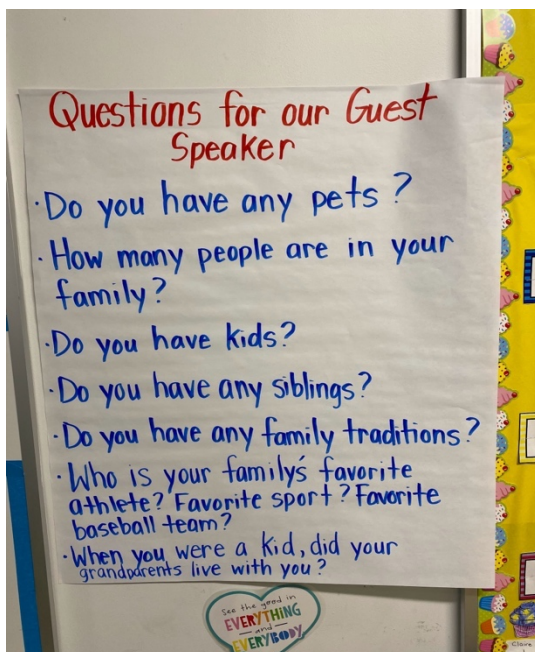 Questions for our Guest
Speaker
· Do you have any pets?
· How many people are in your
family?
· Do you have kids?
· Do you have any siblings?
· Do you have any family traditions?
· Who is your family's favorite
athlete? Favorite sport? Favorite
baseball team?
· When you were a kid, did your
grandparents live with you?
See the good in
EVERYTHING
and
EVERYBODY
Claire